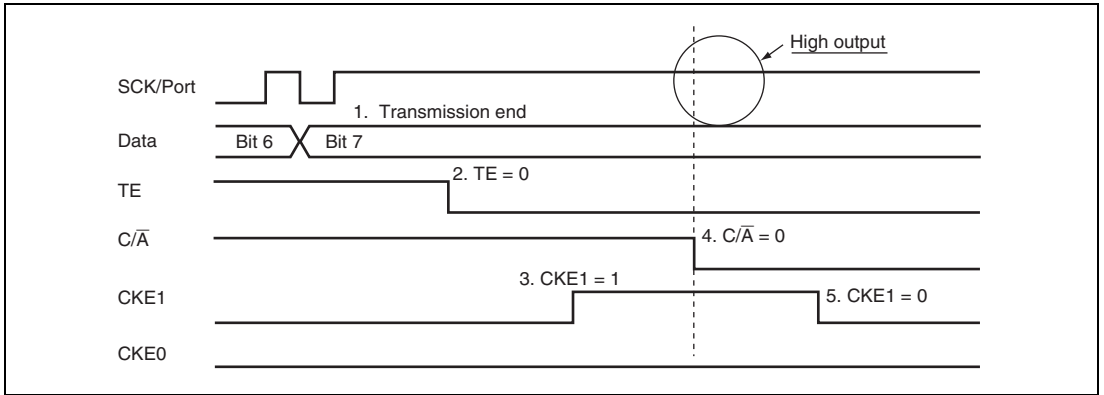 High output
SCK/Port
1. Transmission end
Data
Bit 6
Bit 7
2. TE = 0
TE
C/A̅
4. C/A̅ = 0
3. CKE1 = 1
CKE1
5. CKE1 = 0
CKE0